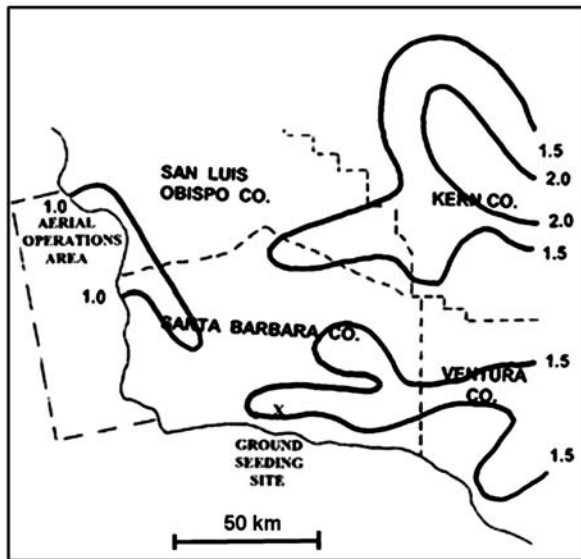 1.5
SAN LUIS
OBISPO CO.
2.0
1.0
KERN CO.
AERIAL
OPERATIONS
AREA
2.0
1.5
1.0
SANTA BARBARA CO.
1.5
VENTURA
CO.
X
GROUND
SEEDING
SITE
1.5
50 km